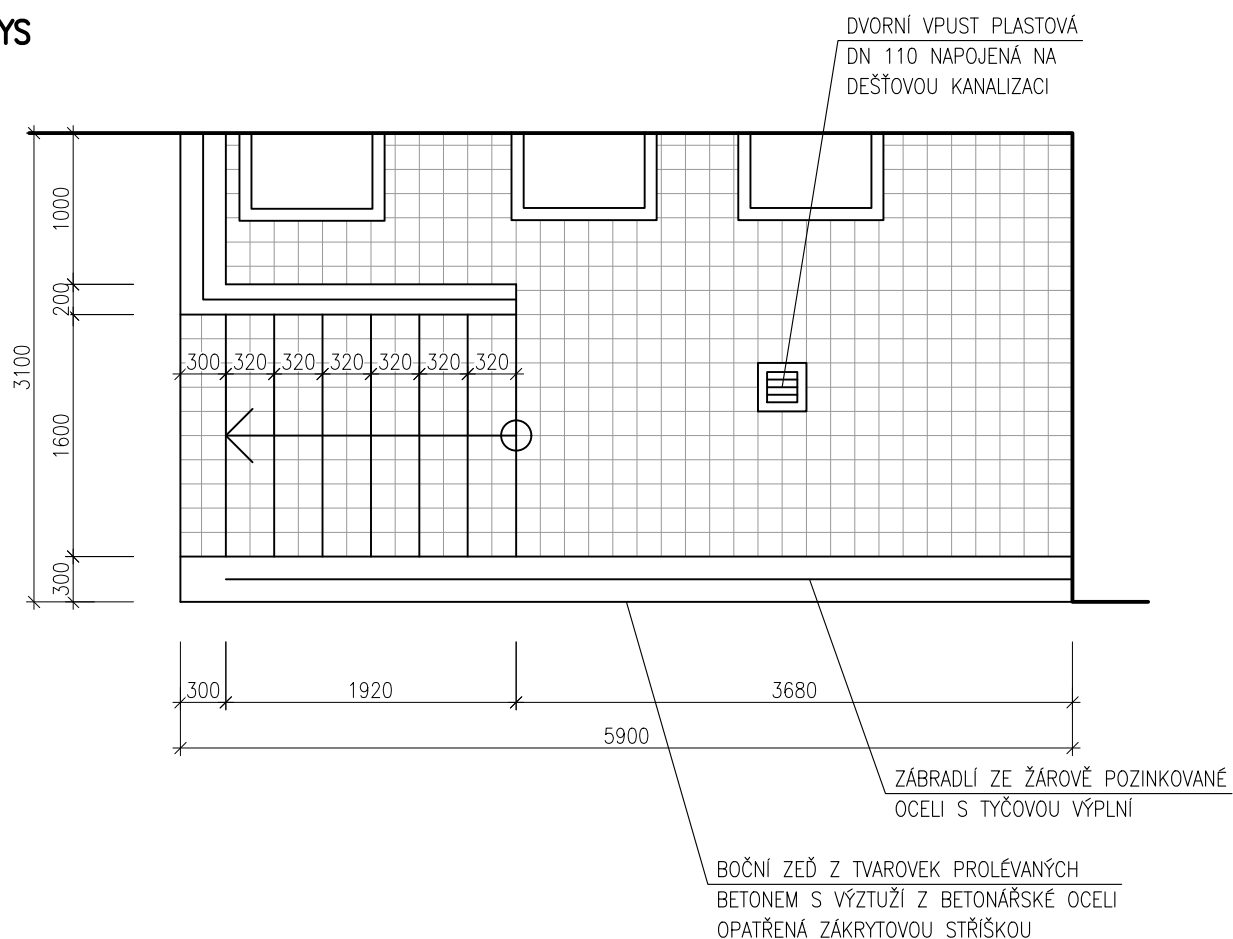 YS
DVORNÍ VPUST PLASTOVÁ
DN 110 NAPOJENÁ NA
DEŠŤOVOU KANALIZACI
3100
1000
200
1600
300
300 320 320 320 320 320 320
300 1920 3680
5900
ZÁBRADLÍ ZE ŽÁROVĚ POZINKOVANÉ
OCELI S TYČOVOU VÝPLNÍ
BOČNÍ ZEĎ Z TVAROVEK PROLÉVANÝCH
BETONEM S VÝZTUŽÍ Z BETONÁŘSKÉ OCELI
OPATŘENÁ ZÁKRYTOVOU STŘÍŠKOU